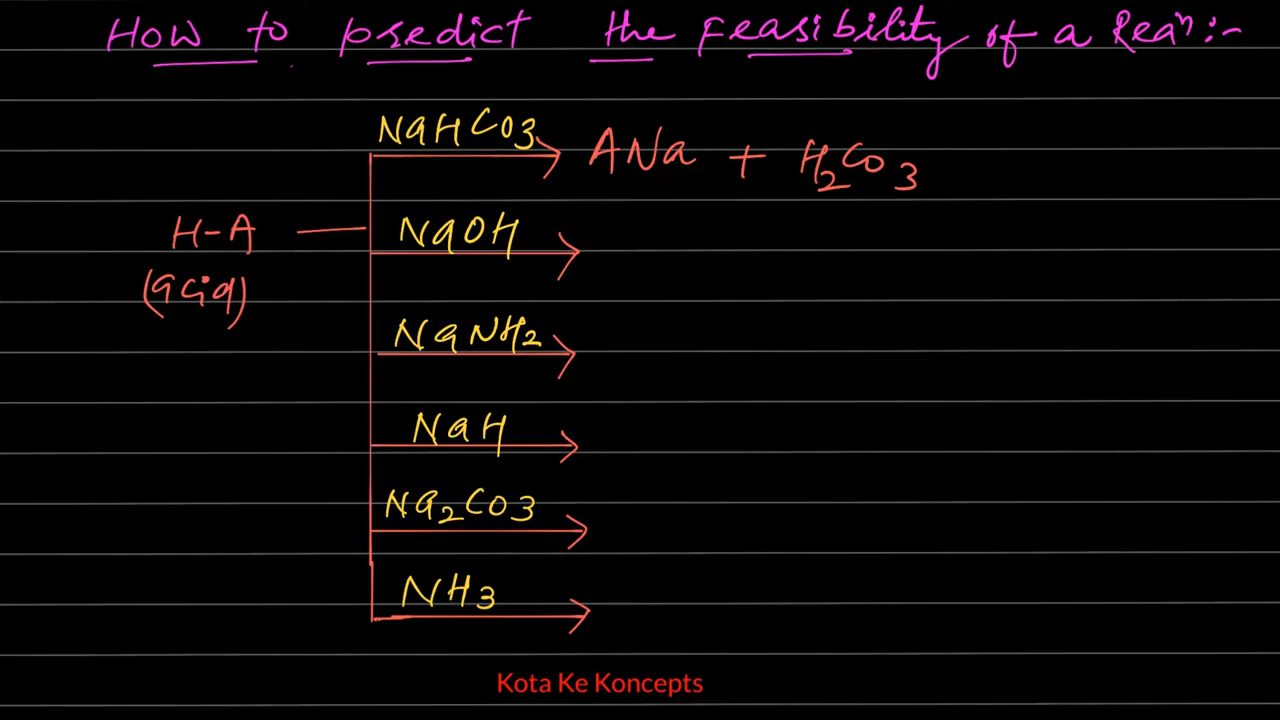 How to predict the Feasibility of a Reaⁿ:-
NaHCO3 ANa + H2CO3
H-A NaOH
(acid)
NaNH2
NaH
Na2CO3
NH3
Kota Ke Koncepts